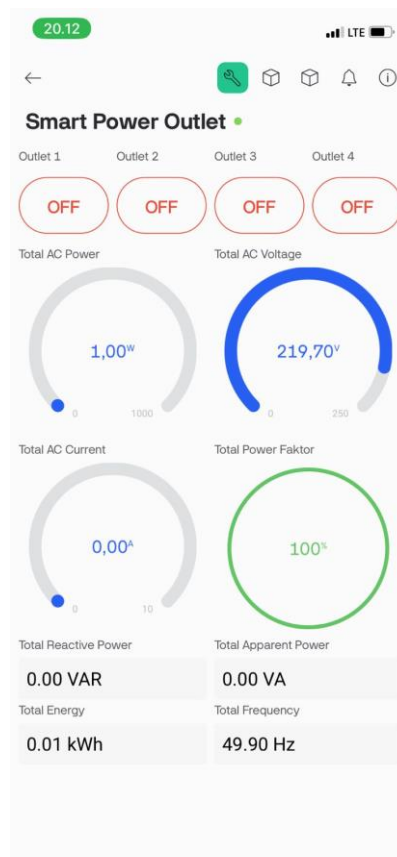 20.12 LTE
Smart Power Outlet
Outlet 1 Outlet 2 Outlet 3 Outlet 4
OFF OFF OFF OFF
Total AC Power Total AC Voltage
1,00W 219,70V
0 1000 0 250
Total AC Current Total Power Faktor
0,00A 100%
0 10
Total Reactive Power Total Apparent Power
0.00 VAR 0.00 VA
Total Energy Total Frequency
0.01 kWh 49.90 Hz